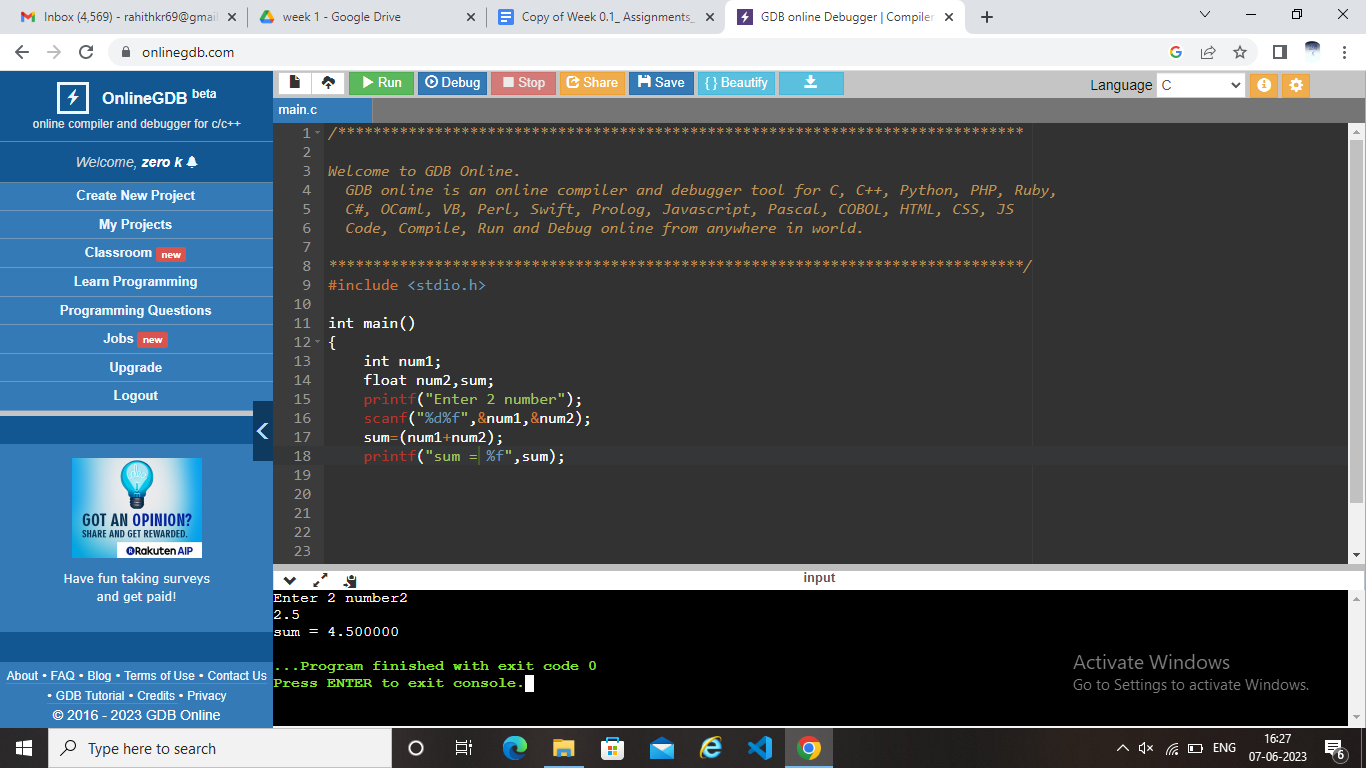 Inbox (4,569) - rahithkr69@gmai
week 1 - Google Drive
Copy of Week 0.1_ Assignments_
GDB online Debugger | Compiler
onlinegdb.com
OnlineGDB beta
online compiler and debugger for c/c++
Welcome, zero k
Create New Project
My Projects
Classroom new
Learn Programming
Programming Questions
Jobs new
Upgrade
Logout
GOT AN OPINION?
SHARE AND GET REWARDED.
Rakuten AIP
Have fun taking surveys
and get paid!
About • FAQ • Blog • Terms of Use • Contact Us
• GDB Tutorial • Credits • Privacy
© 2016 - 2023 GDB Online
Run Debug Stop Share Save { } Beautify
Language C
main.c
1 /******************************************************************************
2
3 Welcome to GDB Online.
4 GDB online is an online compiler and debugger tool for C, C++, Python, PHP, Ruby,
5 C#, OCaml, VB, Perl, Swift, Prolog, Javascript, Pascal, COBOL, HTML, CSS, JS
6 Code, Compile, Run and Debug online from anywhere in world.
7
8 *******************************************************************************/
9 #include <stdio.h>
10
11 int main()
12 {
13 int num1;
14 float num2,sum;
15 printf("Enter 2 number");
16 scanf("%d%f",&num1,&num2);
17 sum=(num1+num2);
18 printf("sum = %f",sum);
19
20
21
22
23
input
Enter 2 number2
2.5
sum = 4.500000
...Program finished with exit code 0
Press ENTER to exit console.
Activate Windows
Go to Settings to activate Windows.
Type here to search
ENG
16:27
07-06-2023
6